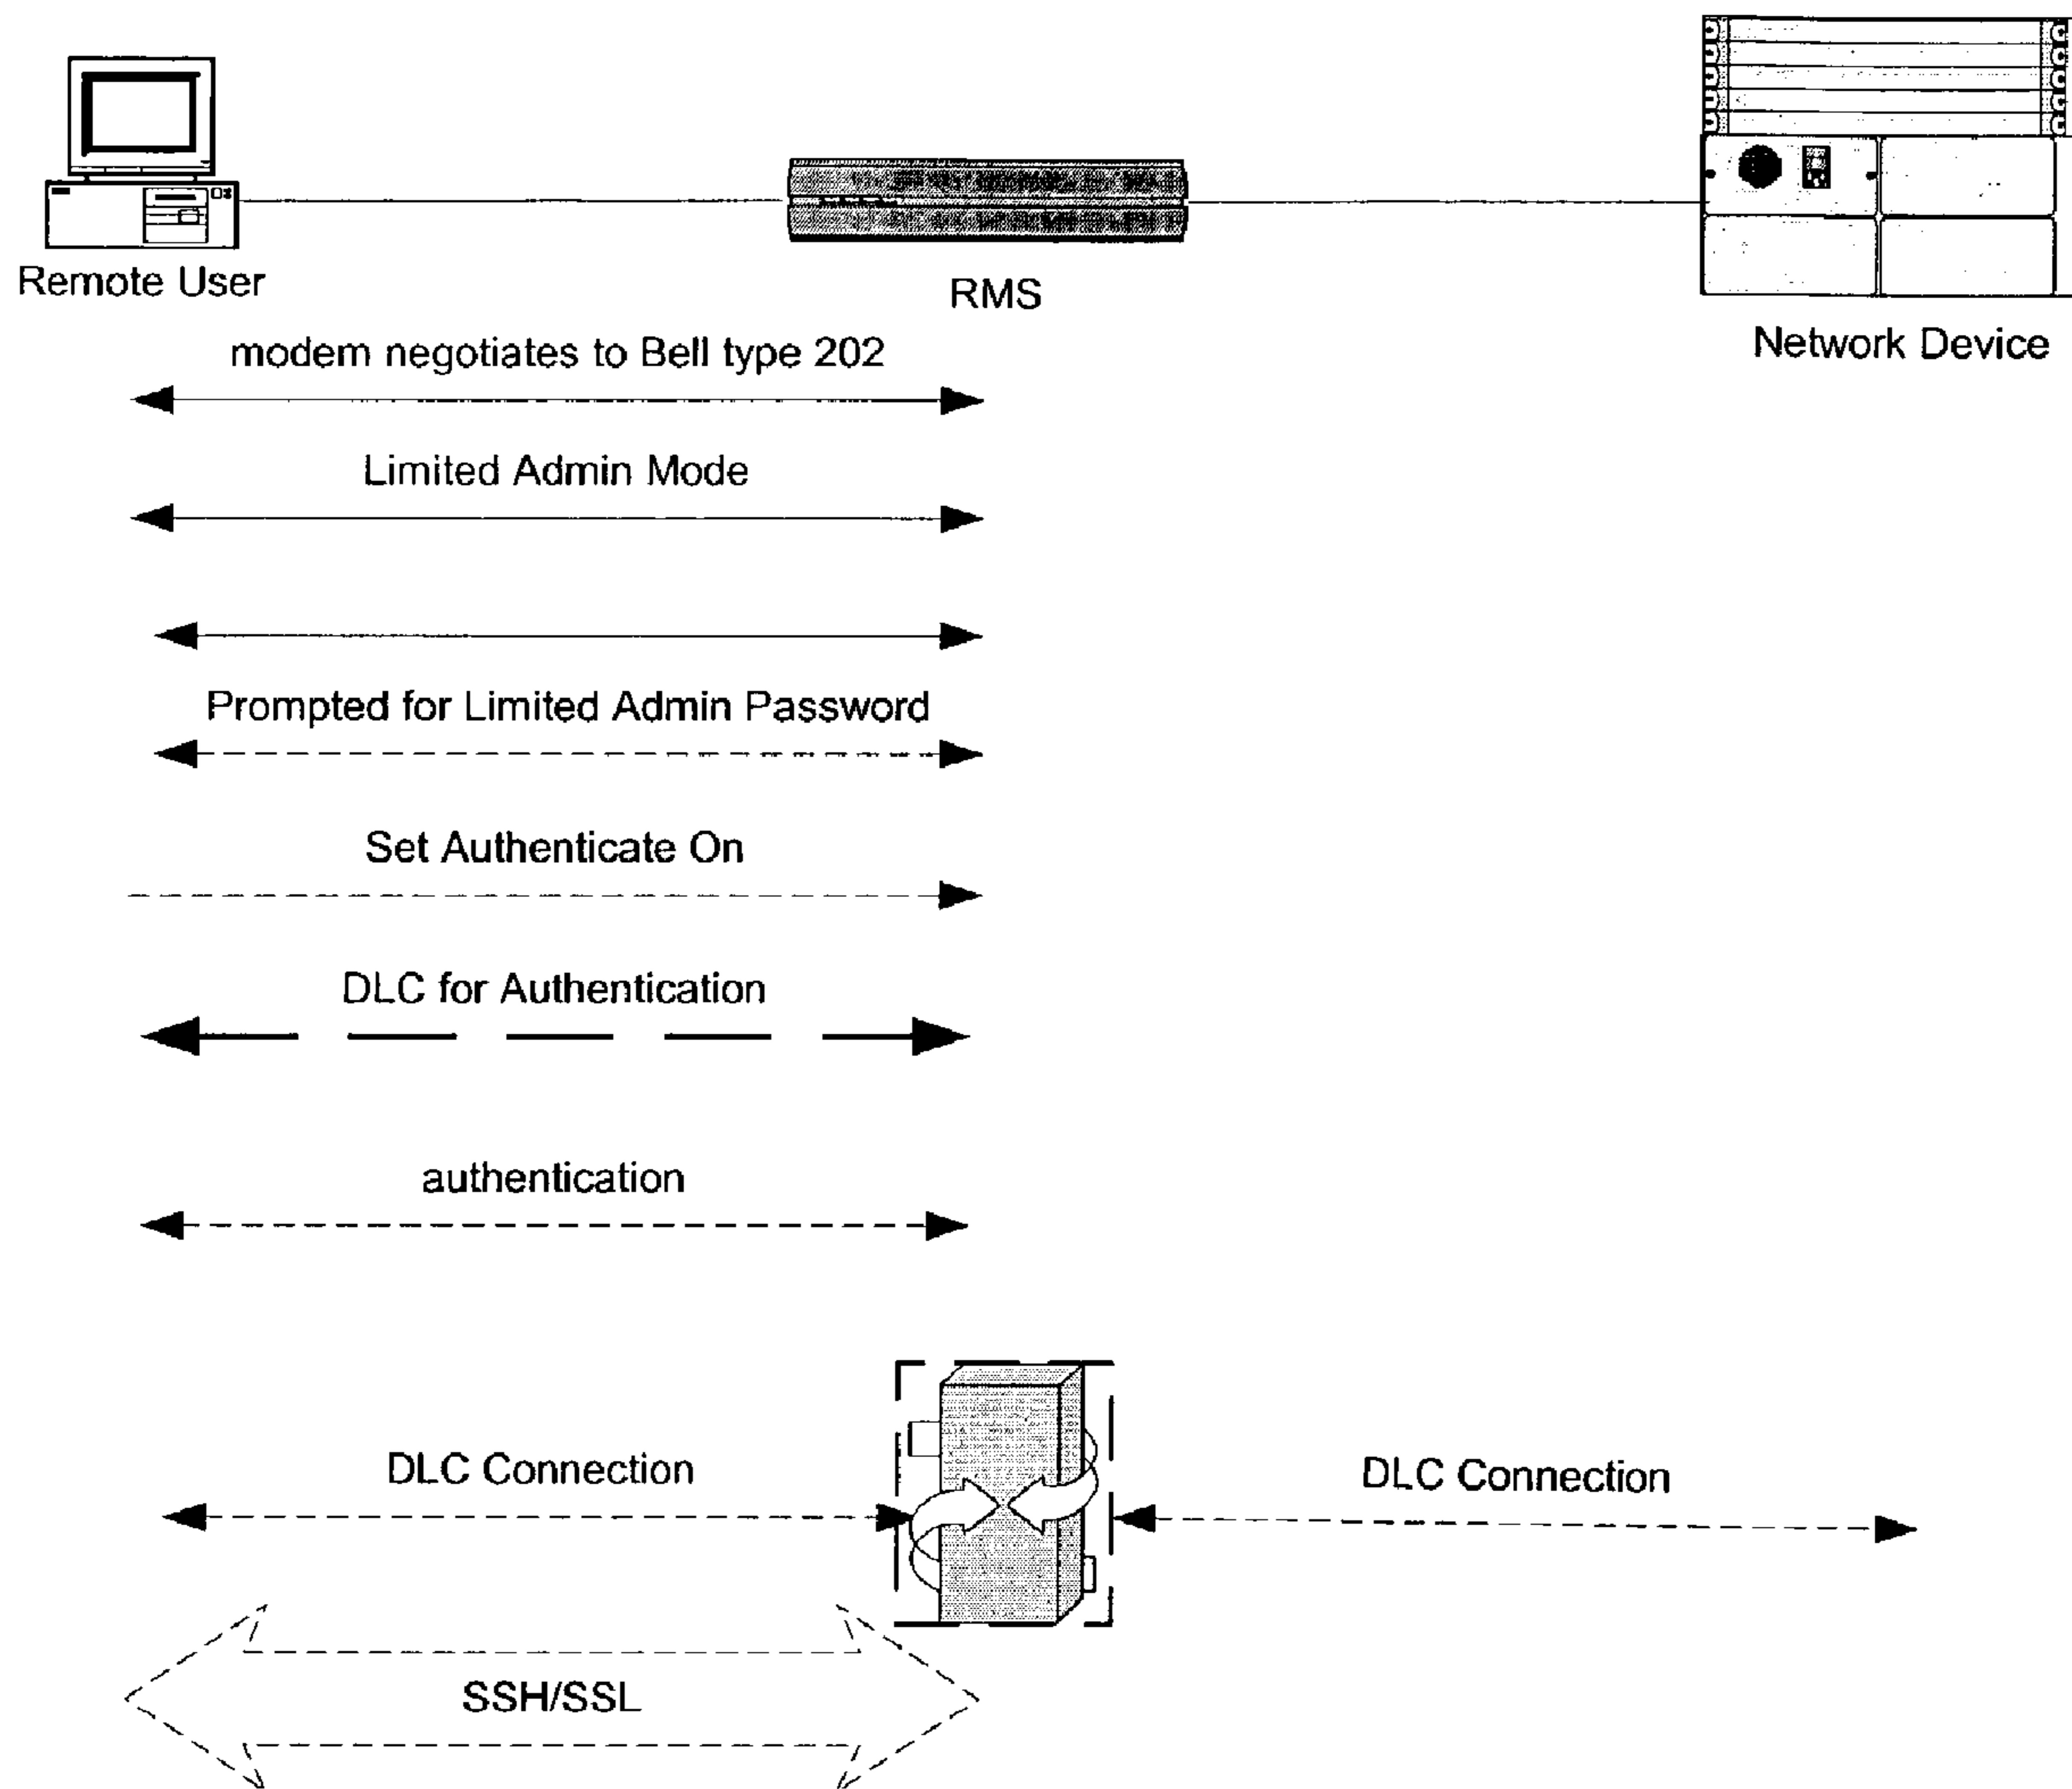 Remote User
RMS
Network Device
modem negotiates to Bell type 202
Limited Admin Mode
Prompted for Limited Admin Password
Set Authenticate On
DLC for Authentication
authentication
DLC Connection
DLC Connection
SSH/SSL